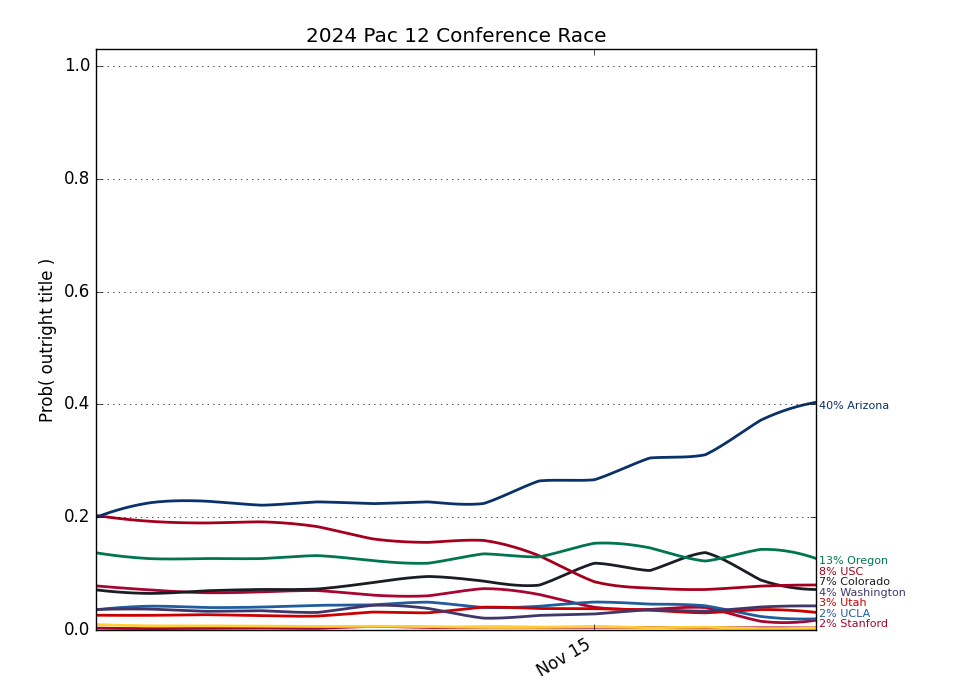 2024 Pac 12 Conference Race
1.0
0.8
0.6
0.4
0.2
0.0
Prob( outright title )
Nov 15
40% Arizona
13% Oregon
8% USC
7% Colorado
4% Washington
3% Utah
2% UCLA
2% Stanford